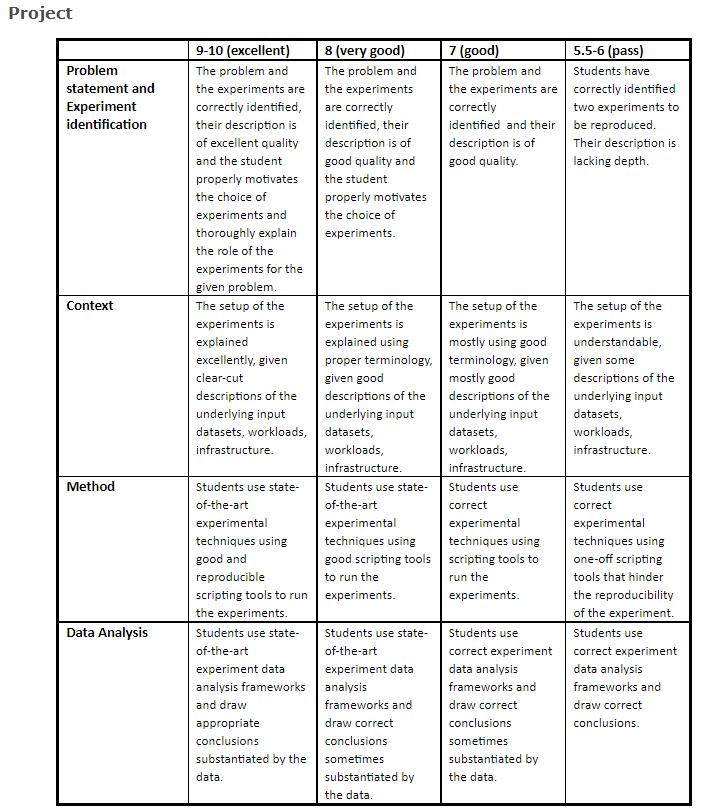 Project
9-10 (excellent)
8 (very good)
7 (good)
5.5-6 (pass)
Problem
statement and
Experiment
identification
The problem and
the experiments are
correctly identified,
their description is
of excellent quality
and the student
properly motivates
the choice of
experiments and
thoroughly explain
the role of the
experiments for the
given problem.
The problem and
the experiments
are correctly
identified, their
description is of
good quality and
the student
properly motivates
the choice of
experiments.
The problem and
the experiments are
correctly
identified  and their
description is of
good quality.
Students have
correctly identified
two experiments to
be reproduced.
Their description is
lacking depth.
Context
The setup of the
experiments is
explained
excellently, given
clear-cut
descriptions of the
underlying input
datasets, workloads,
infrastructure.
The setup of the
experiments is
explained using
proper terminology,
given good
descriptions of the
underlying input
datasets,
workloads,
infrastructure.
The setup of the
experiments is
mostly using good
terminology, given
mostly good
descriptions of the
underlying input
datasets,
workloads,
infrastructure.
The setup of the
experiments is
understandable,
given some
descriptions of the
underlying input
datasets,
workloads,
infrastructure.
Method
Students use state-
of-the-art
experimental
techniques using
good and
reproducible
scripting tools to run
the experiments.
Students use state-
of-the-art
experimental
techniques using
good scripting tools
to run the
experiments.
Students use
correct
experimental
techniques using
scripting tools to
run the
experiments.
Students use
correct
experimental
techniques using
one-off scripting
tools that hinder
the reproducibility
of the experiment.
Data Analysis
Students use state-
of-the-art
experiment data
analysis frameworks
and draw
appropriate
conclusions
substantiated by the
data.
Students use state-
of-the-art
experiment data
analysis
frameworks and
draw correct
conclusions
sometimes
substantiated by
the data.
Students use
correct experiment
data analysis
frameworks and
draw correct
conclusions
sometimes
substantiated by
the data.
Students use
correct experiment
data analysis
frameworks and
draw correct
conclusions.